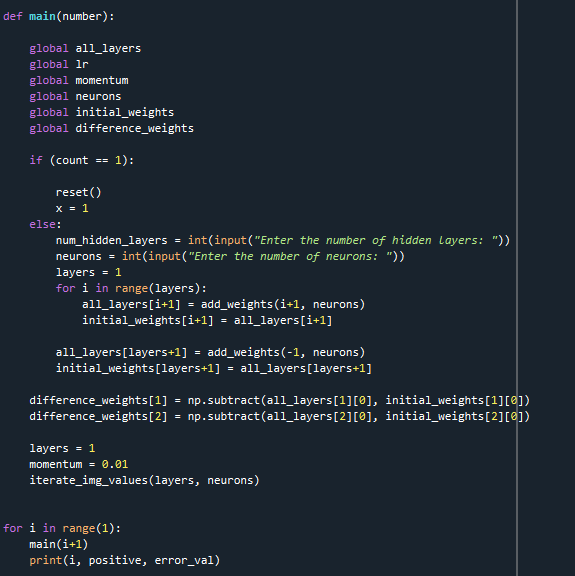 def main(number):
global all_layers
global lr
global momentum
global neurons
global initial_weights
global difference_weights
if (count == 1):
reset()
x = 1
else:
num_hidden_layers = int(input("Enter the number of hidden layers: "))
neurons = int(input("Enter the number of neurons: "))
layers = 1
for i in range(layers):
all_layers[i+1] = add_weights(i+1, neurons)
initial_weights[i+1] = all_layers[i+1]
all_layers[layers+1] = add_weights(-1, neurons)
initial_weights[layers+1] = all_layers[layers+1]
difference_weights[1] = np.subtract(all_layers[1][0], initial_weights[1][0])
difference_weights[2] = np.subtract(all_layers[2][0], initial_weights[2][0])
layers = 1
momentum = 0.01
iterate_img_values(layers, neurons)
for i in range(1):
main(i+1)
print(i, positive, error_val)